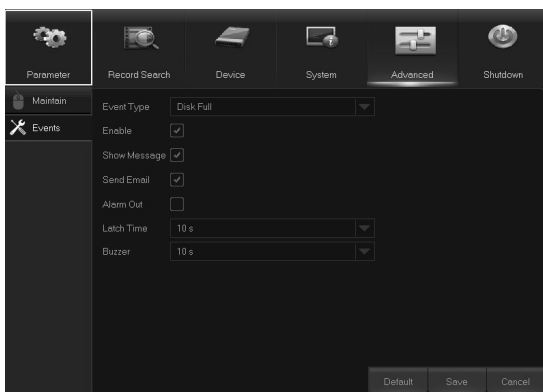 Parameter Record Search Device System Advanced Shutdown
Maintain
Events
Event Type Disk Full
Enable
Show Message
Send Email
Alarm Out
Latch Time 10 s
Buzzer 10 s
Default Save Cancel